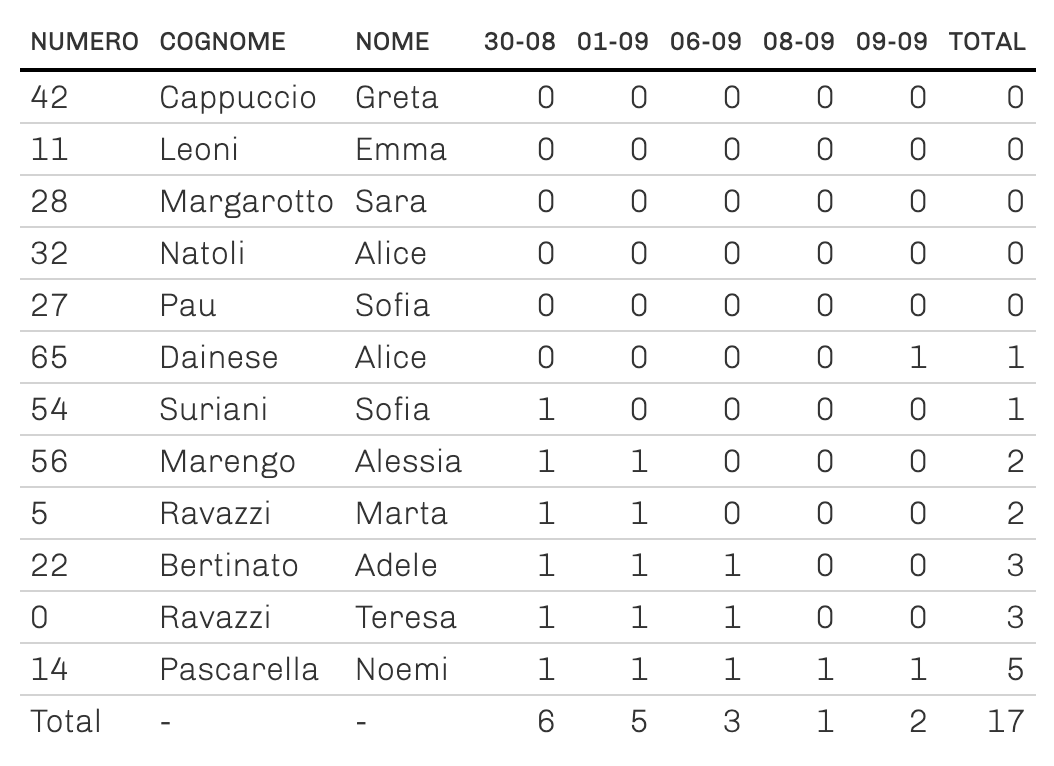 NUMERO COGNOME NOME 30-08 01-09 06-09 08-09 09-09 TOTAL
42 Cappuccio Greta 0 0 0 0 0 0
11 Leoni Emma 0 0 0 0 0 0
28 Margarotto Sara 0 0 0 0 0 0
32 Natoli Alice 0 0 0 0 0 0
27 Pau Sofia 0 0 0 0 0 0
65 Dainese Alice 0 0 0 0 1 1
54 Suriani Sofia 1 0 0 0 0 1
56 Marengo Alessia 1 1 0 0 0 2
5 Ravazzi Marta 1 1 0 0 0 2
22 Bertinato Adele 1 1 1 0 0 3
0 Ravazzi Teresa 1 1 1 0 0 3
14 Pascarella Noemi 1 1 1 1 1 5
Total - - 6 5 3 1 2 17